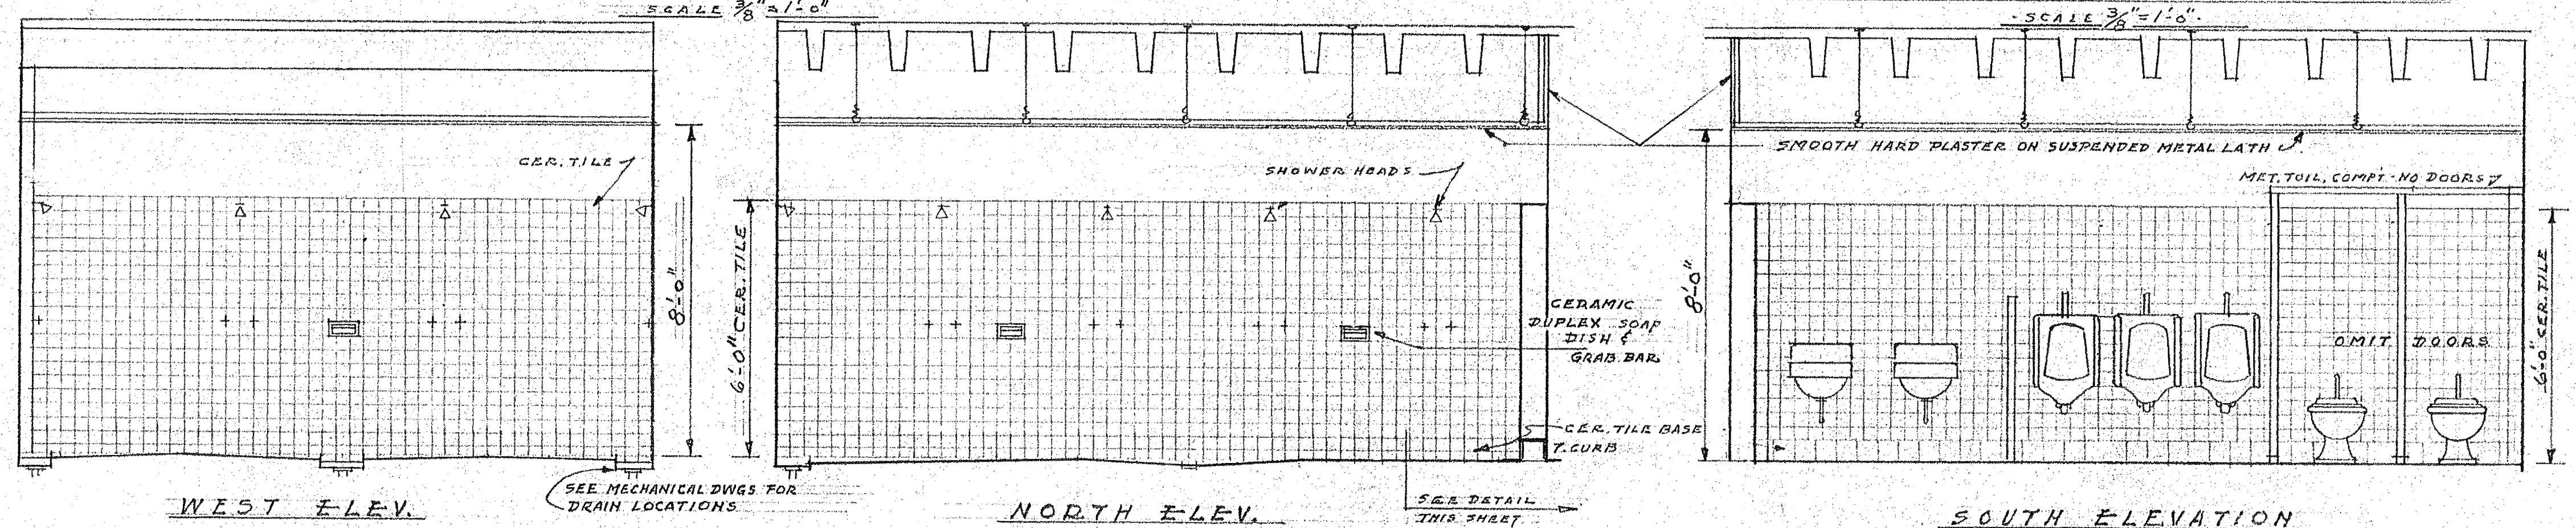 SCALE 3/8" = 1'-0"
- SCALE 3/8" = 1'-0" -
CER. TILE
8'-0"
SEE MECHANICAL DWGS FOR
DRAIN LOCATIONS
WEST ELEV.
6'-0" CER. TILE
SHOWER HEADS
CERAMIC
DUPLEX SOAP
DISH &
GRAB BAR
CER. TILE BASE
T. CURB
SEE DETAIL
THIS SHEET
NORTH ELEV.
SMOOTH HARD PLASTER ON SUSPENDED METAL LATH
MET. TOIL. COMPT - NO DOORS
8'-0"
OMIT DOORS
6'-0" CER. TILE
SOUTH ELEVATION